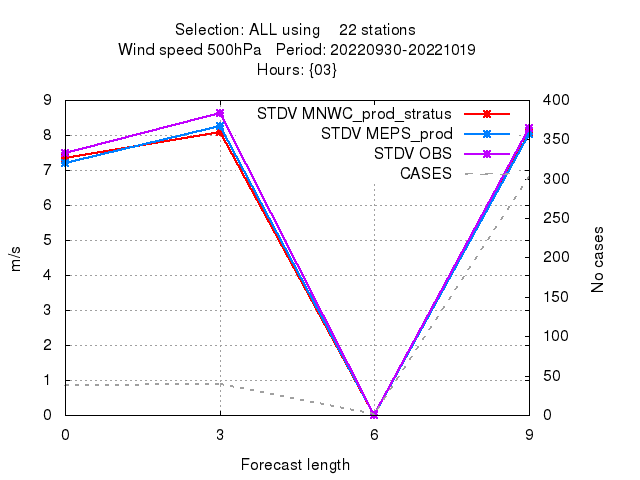 Selection: ALL using    22 stations
Wind speed 500hPa   Period: 20220930-20221019
Hours: {03}
STDV MNWC_prod_stratus
STDV MEPS_prod
STDV OBS
CASES
9
8
7
6
5
4
3
2
1
0
m/s
400
350
300
250
200
150
100
50
0
No cases
0 3 6 9
Forecast length